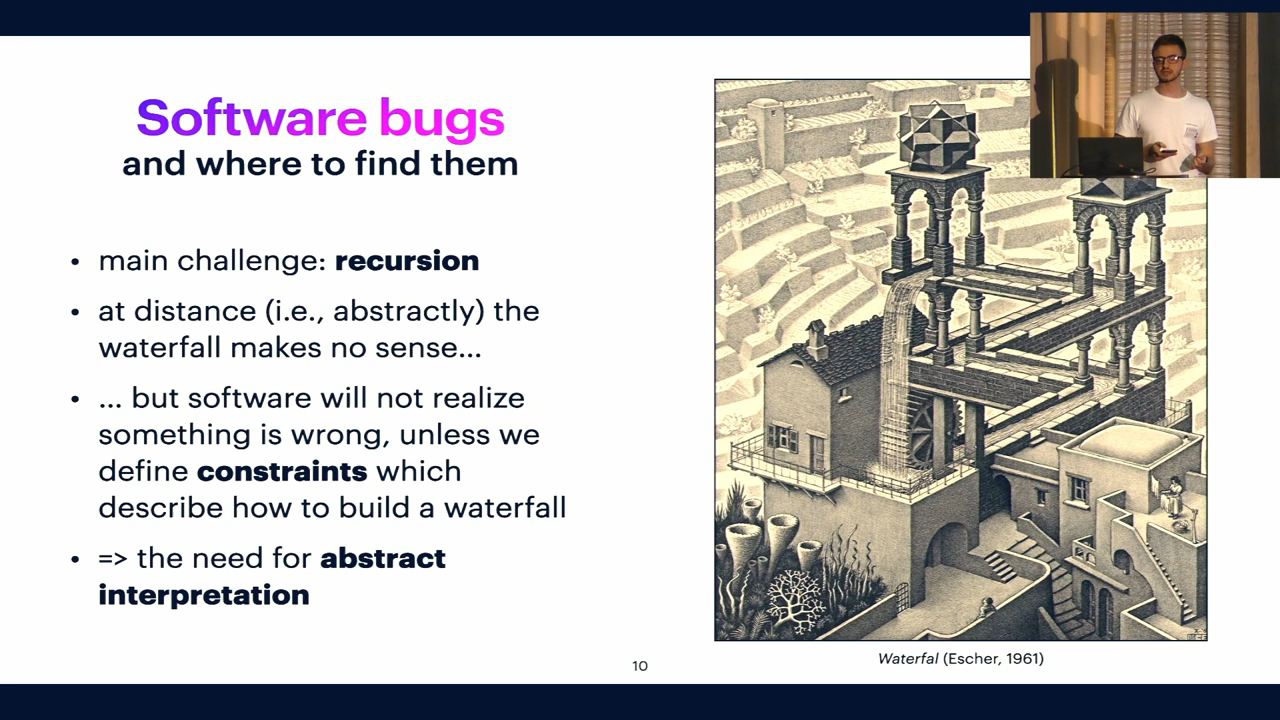 Software bugs
and where to find them
• main challenge: recursion
• at distance (i.e., abstractly) the
waterfall makes no sense...
• ... but software will not realize
something is wrong, unless we
define constraints which
describe how to build a waterfall
• => the need for abstract
interpretation
Waterfal (Escher, 1961)
10